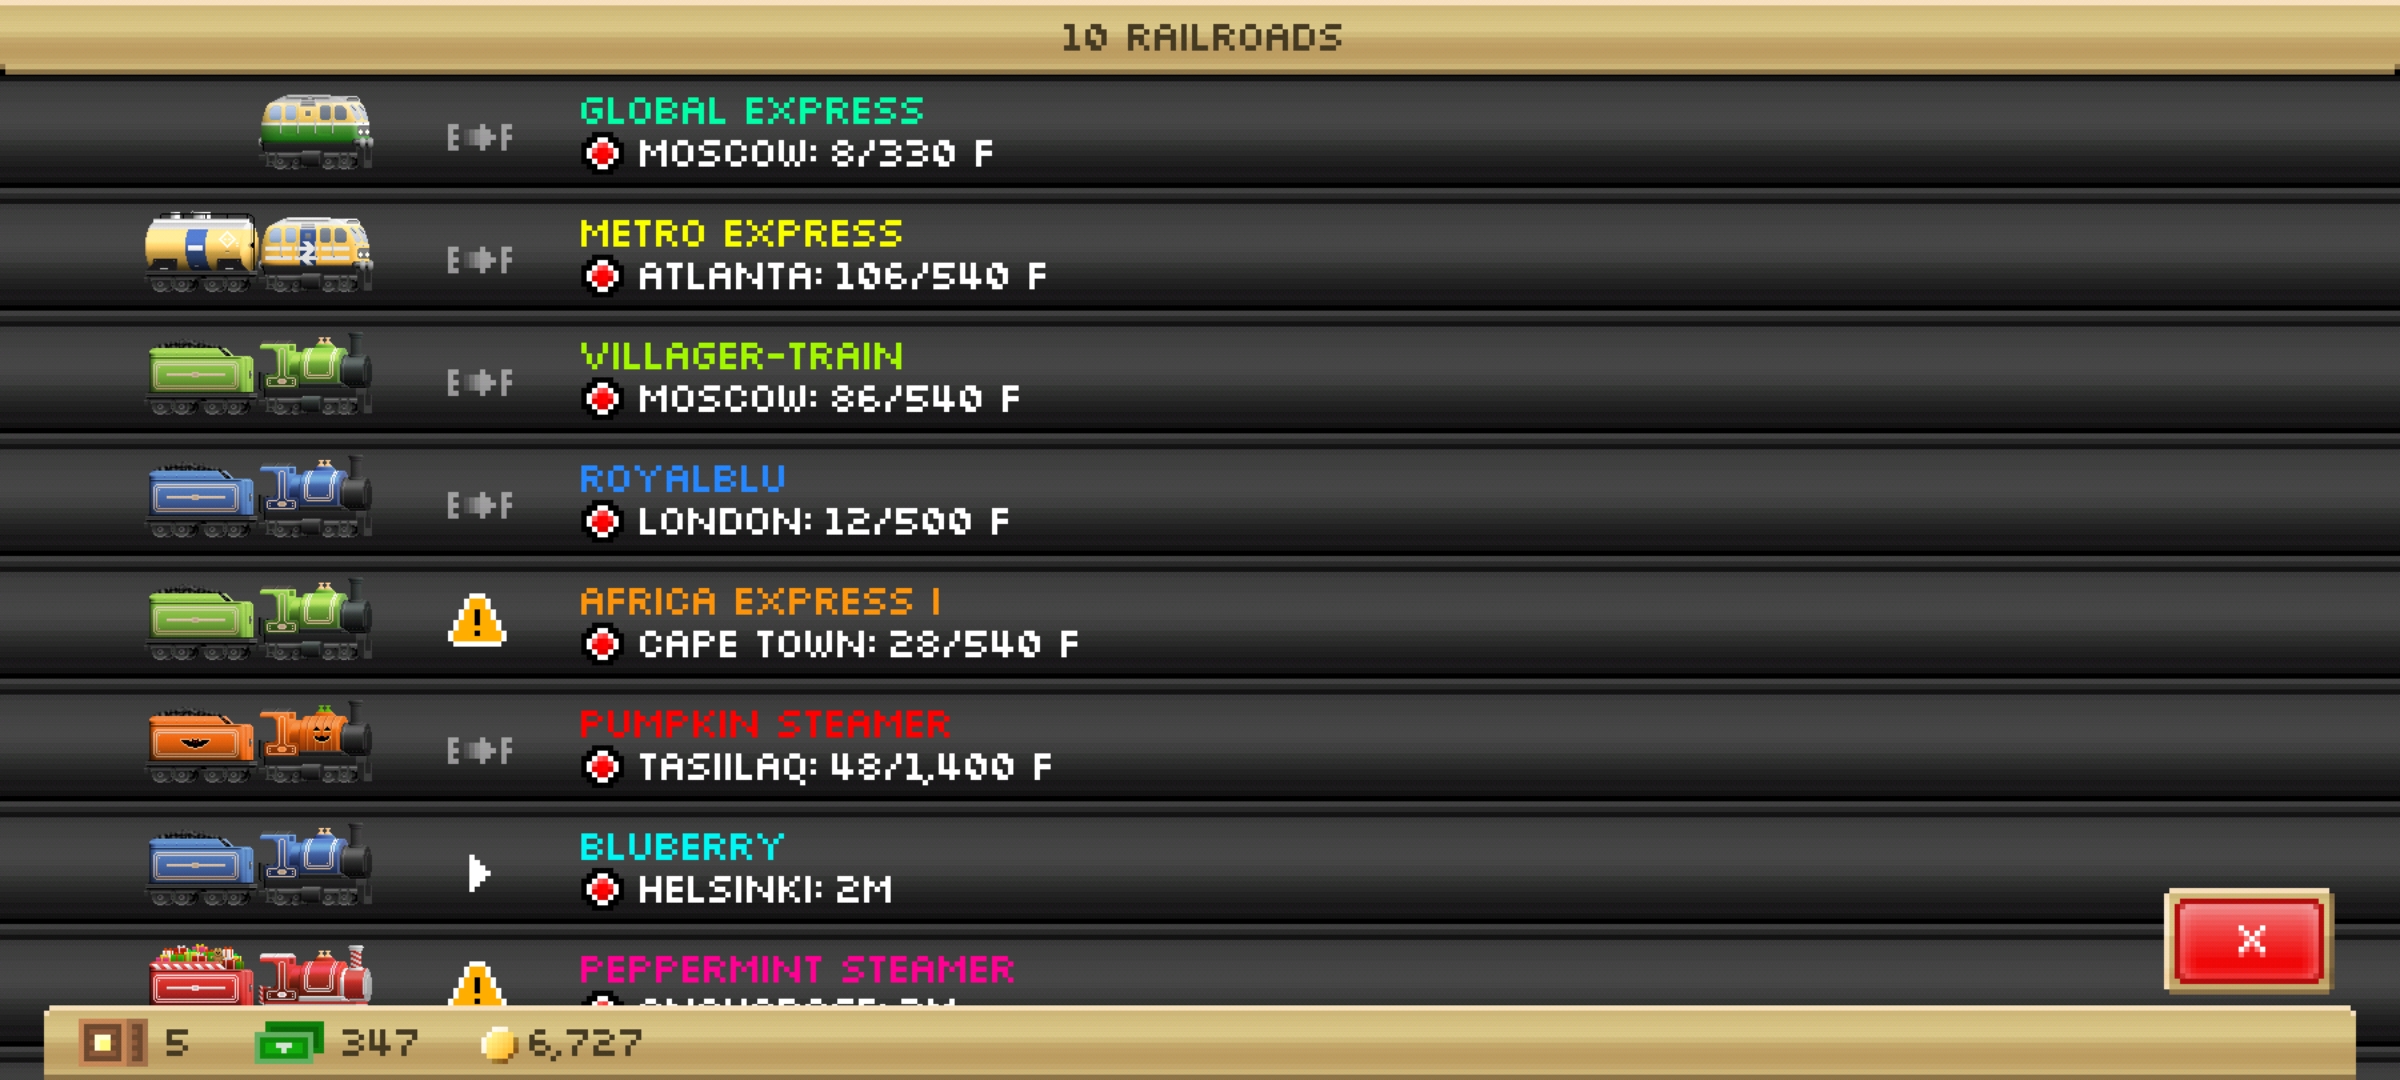 10 RAILROADS
E F
GLOBAL EXPRESS
MOSCOW: 8/330 F
E F
METRO EXPRESS
ATLANTA: 106/540 F
E F
VILLAGER-TRAIN
MOSCOW: 86/540 F
E F
ROYALBLU
LONDON: 12/500 F
AFRICA EXPRESS I
CAPE TOWN: 28/540 F
E F
PUMPKIN STEAMER
TASIILAQ: 48/1,400 F
BLUBERRY
HELSINKI: 2M
PEPPERMINT STEAMER
X
5 347 6,727